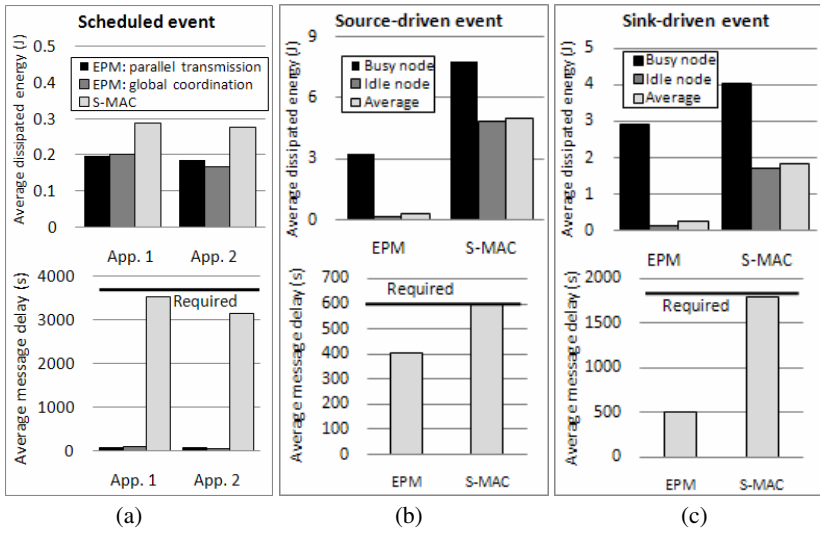 Scheduled event
Average dissipated energy (J)
0.5
0.4
0.3
0.2
0.1
0
EPM: parallel transmission
EPM: global coordination
S-MAC
App. 1
App. 2
Average message delay (s)
4000
3000
2000
1000
0
Required
App. 1
App. 2
(a)
Source-driven event
Average dissipated energy (J)
9
7
3
0
Busy node
Idle node
Average
EPM
S-MAC
Average message delay (s)
700
600
500
400
300
200
100
0
Required
EPM
S-MAC
(b)
Sink-driven event
Average dissipated energy (J)
5
4
3
2
1
0
Busy node
Idle node
Average
EPM
S-MAC
Average message delay (s)
2000
1500
1000
500
0
Required
EPM
S-MAC
(c)